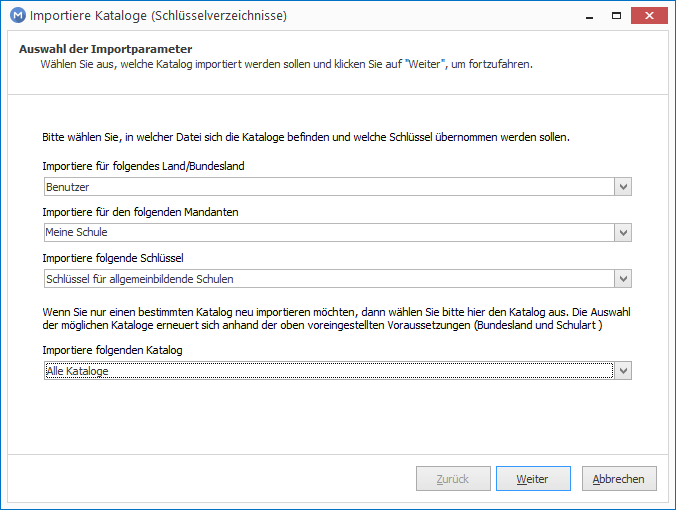 M Importiere Kataloge (Schlüsselverzeichnisse)
Auswahl der Importparameter
Wählen Sie aus, welche Katalog importiert werden sollen und klicken Sie auf "Weiter", um fortzufahren.
Bitte wählen Sie, in welcher Datei sich die Kataloge befinden und welche Schlüssel übernommen werden sollen.
Importiere für folgendes Land/Bundesland
Benutzer
Importiere für den folgenden Mandanten
Meine Schule
Importiere folgende Schlüssel
Schlüssel für allgemeinbildende Schulen
Wenn Sie nur einen bestimmten Katalog neu importieren möchten, dann wählen Sie bitte hier den Katalog aus. Die Auswahl
der möglichen Kataloge erneuert sich anhand der oben voreingestellten Voraussetzungen (Bundesland und Schulart )
Importiere folgenden Katalog
Alle Kataloge
Zurück Weiter Abbrechen